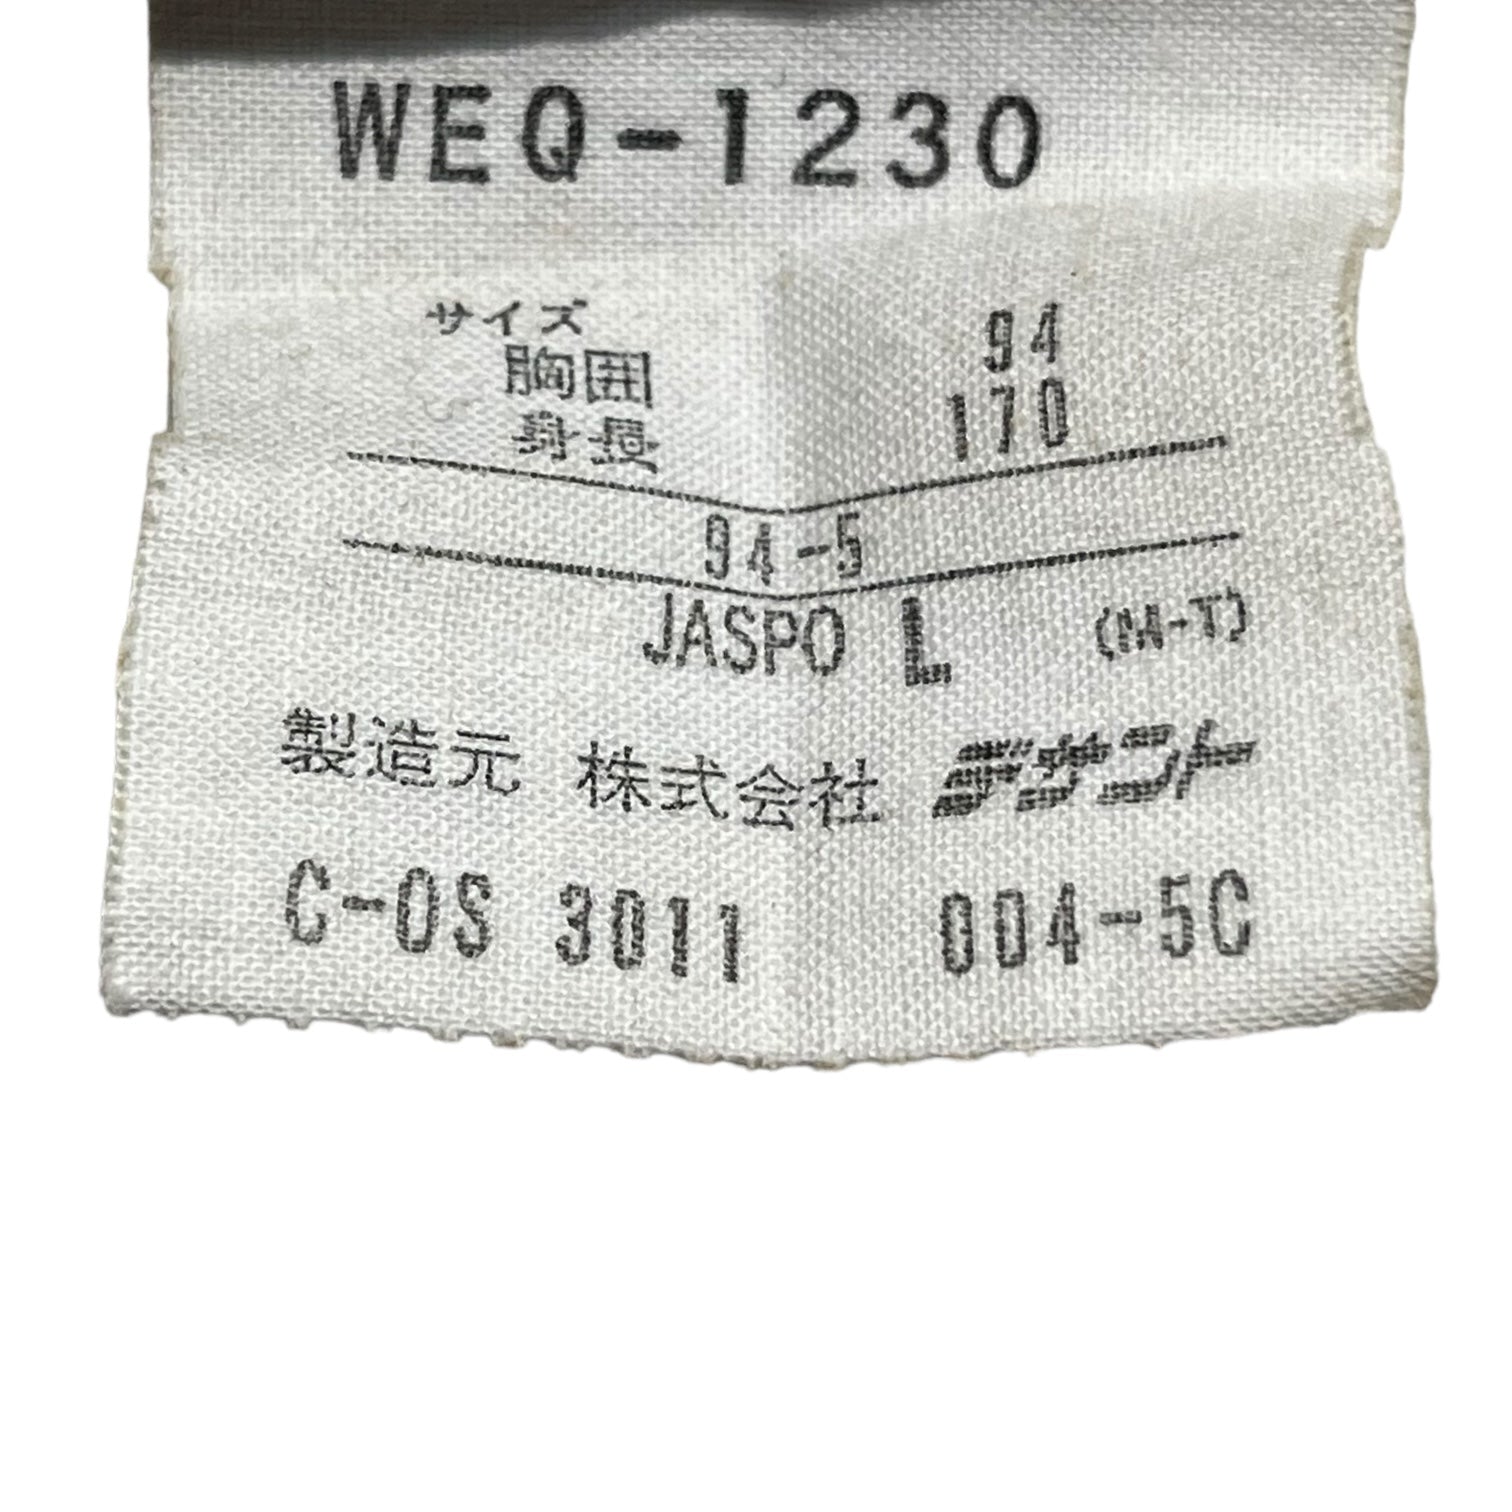 WEQ-1230
サイズ
胸囲 94
身長 170
94-5
JASPO L (M-T)
製造元 株式会社 デサント
C-OS 3011 004-5C